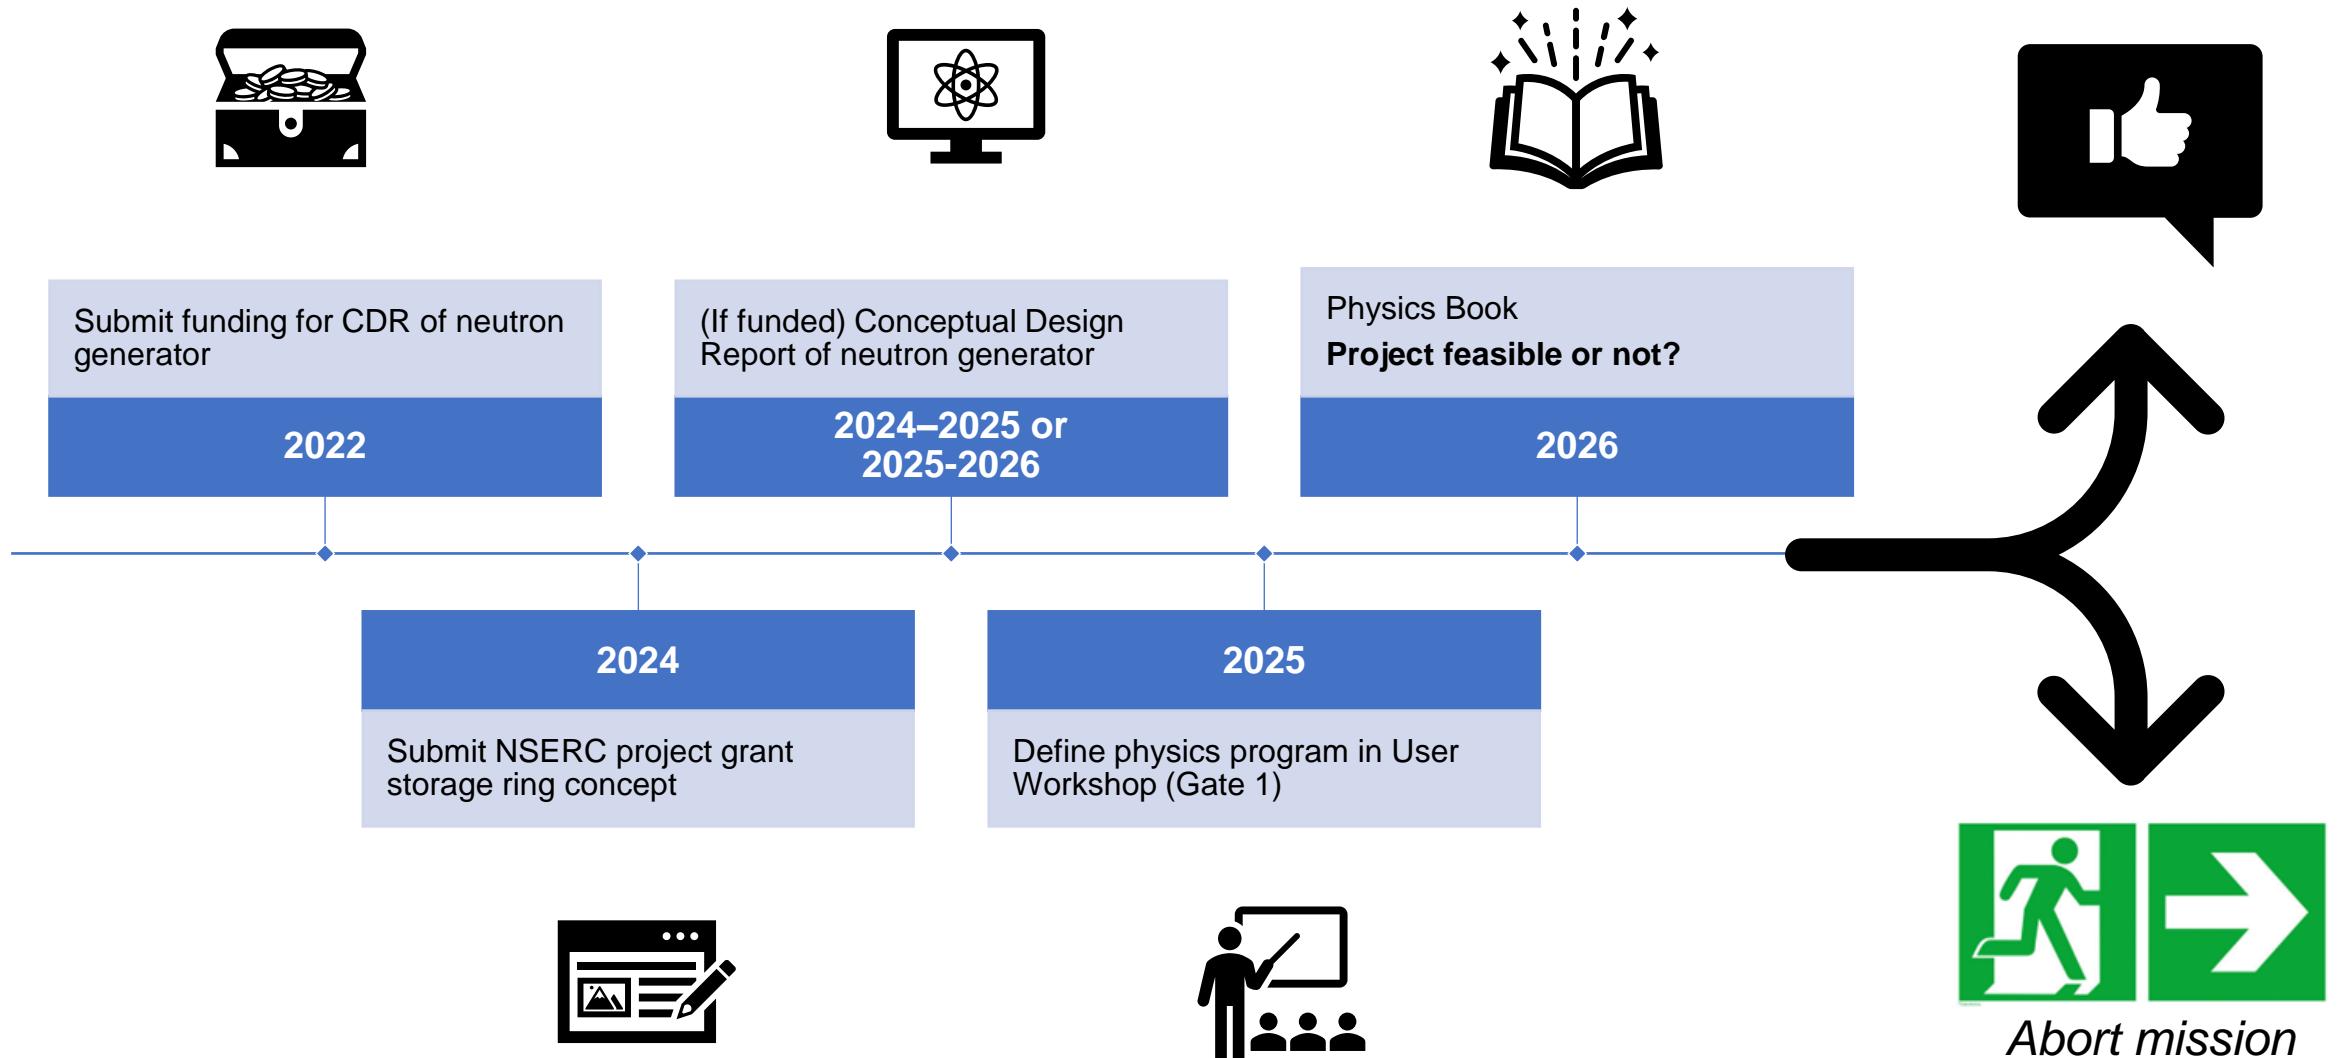 Submit funding for CDR of neutron
generator
2022
2024
Submit NSERC project grant
storage ring concept
(If funded) Conceptual Design
Report of neutron generator
2024–2025 or
2025-2026
2025
Define physics program in User
Workshop (Gate 1)
Physics Book
Project feasible or not?
2026
Abort mission